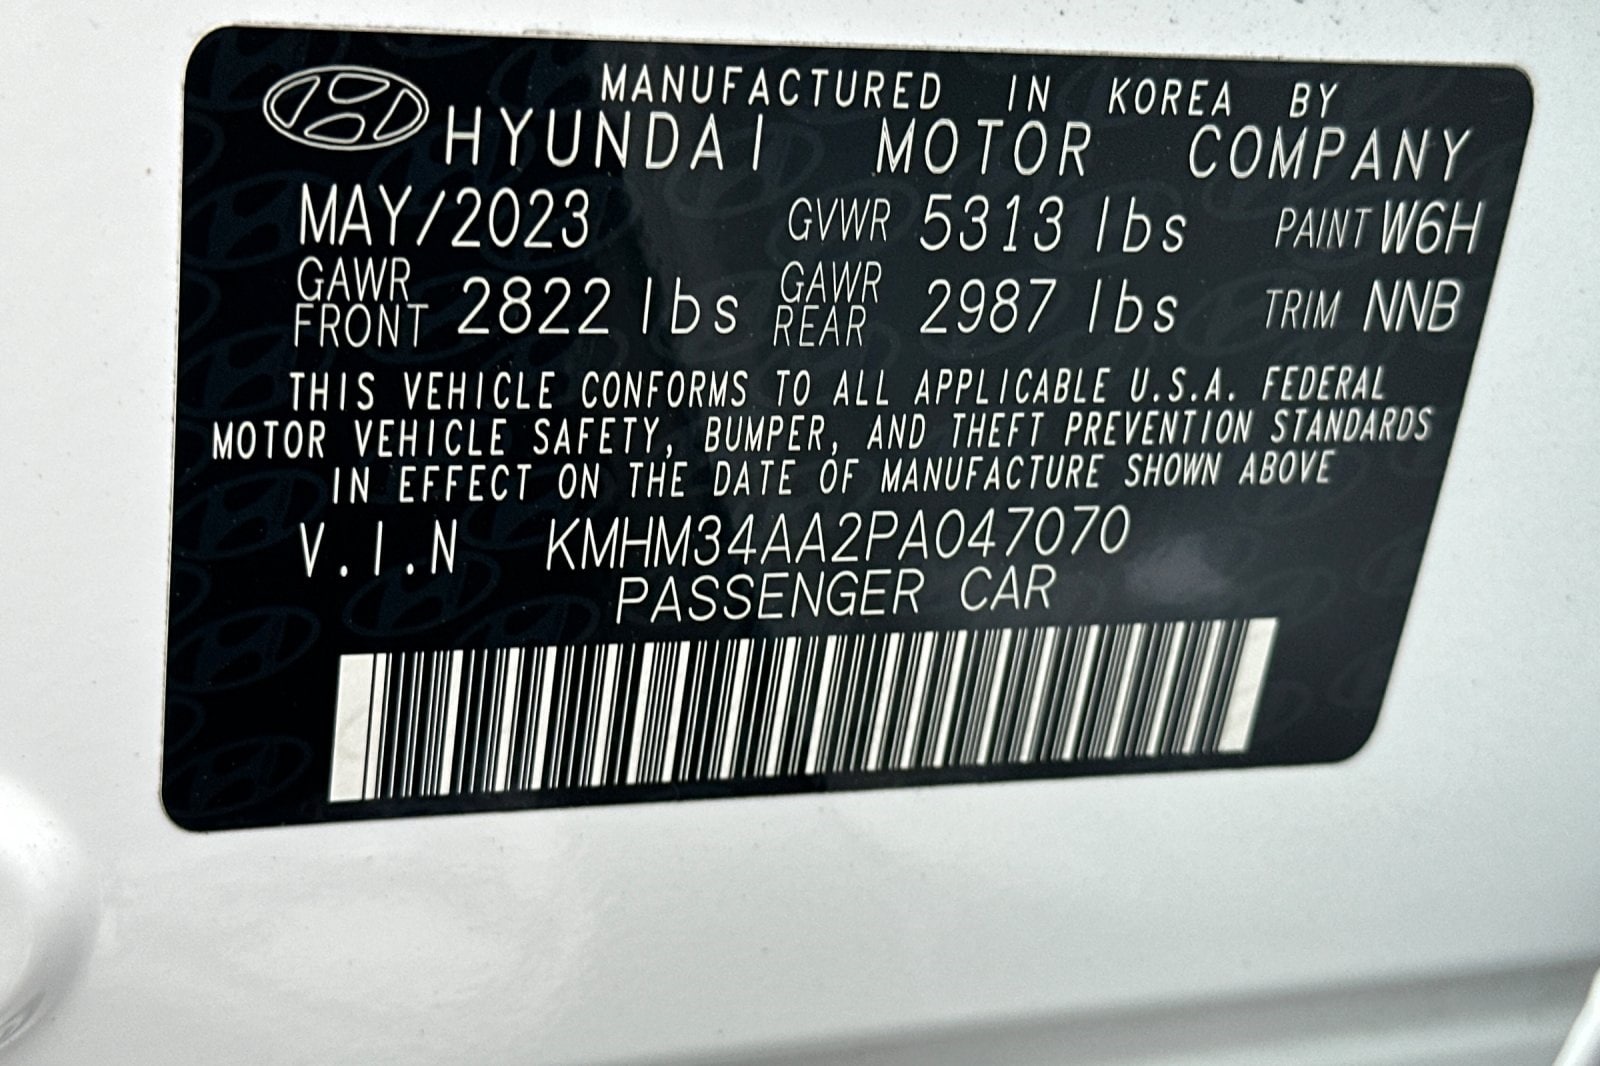 MANUFACTURED IN KOREA BY
HYUNDAI MOTOR COMPANY
MAY/2023 GVWR 5313 lbs PAINT W6H
GAWR FRONT 2822 lbs GAWR REAR 2987 lbs TRIM NNB
THIS VEHICLE CONFORMS TO ALL APPLICABLE U.S.A. FEDERAL
MOTOR VEHICLE SAFETY, BUMPER, AND THEFT PREVENTION STANDARDS
IN EFFECT ON THE DATE OF MANUFACTURE SHOWN ABOVE
V.I.N KMHM34AA2PA047070
PASSENGER CAR